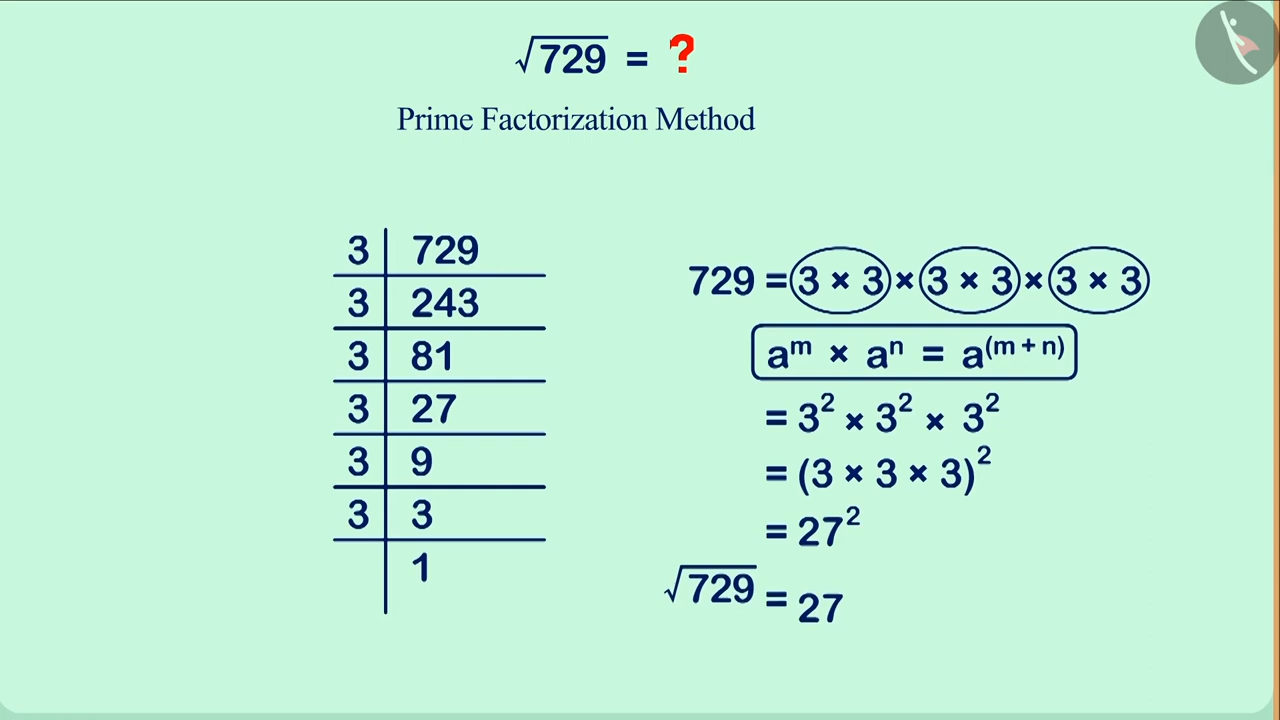 √729 = ?
Prime Factorization Method
3 | 729
3 | 243
3 | 81
3 | 27
3 | 9
3 | 3
1
729 = 3 × 3 × 3 × 3 × 3 × 3
aᵐ × aⁿ = a⁽ᵐ ⁺ ⁿ⁾
= 3² × 3² × 3²
= (3 × 3 × 3)²
= 27²
√729 = 27